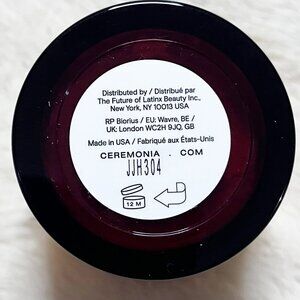 Distributed by / Distribué par
The Future of Latinx Beauty Inc.,
New York, NY 10013 USA
RP Biorius / EU: Wavre, BE /
UK: London WC2H 9JQ, GB
Made in USA / Fabriqué aux États-Unis
CEREMONIA . COM
JJH304
12 M